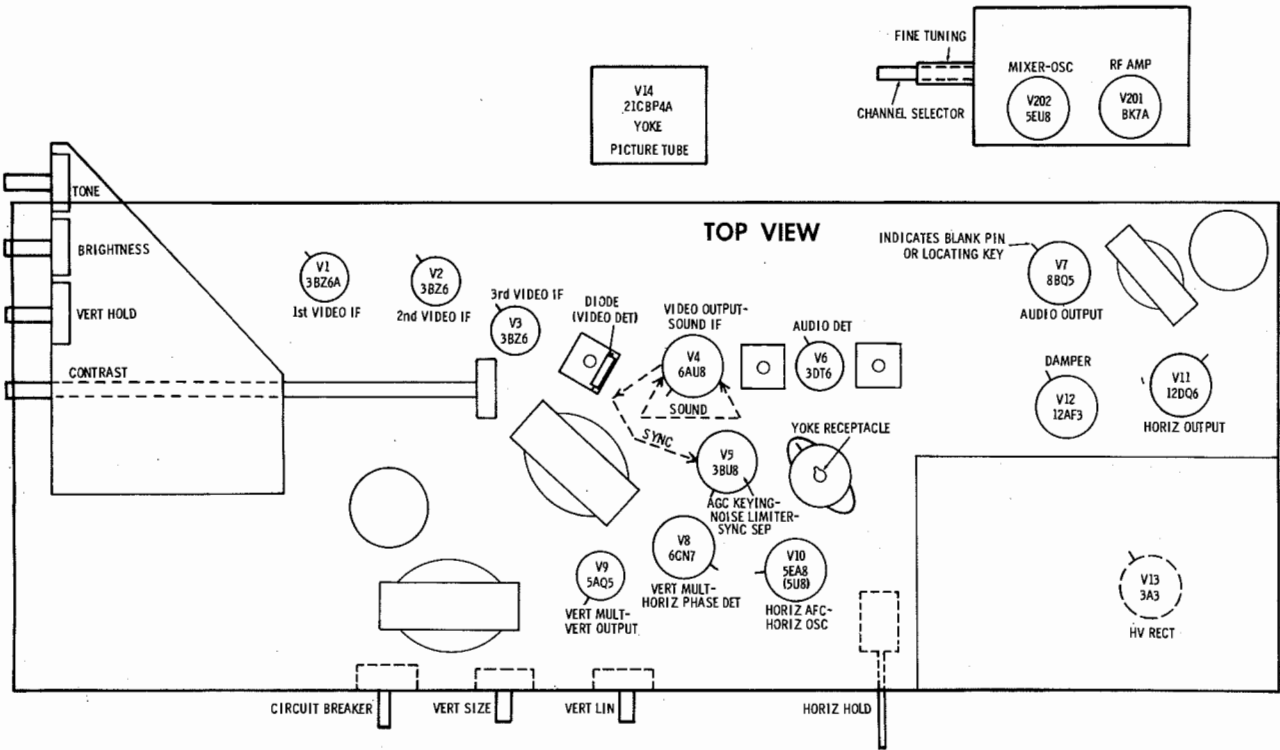 FINE TUNING
MIXER-OSC
RF AMP
V202
5EU8
V201
BK7A
CHANNEL SELECTOR
V14
21CBP4A
YOKE
PICTURE TUBE
TONE
BRIGHTNESS
VERT HOLD
CONTRAST
TOP VIEW
INDICATES BLANK PIN
OR LOCATING KEY
V1
3BZ6A
1st VIDEO IF
V2
3BZ6
2nd VIDEO IF
3rd VIDEO IF
V3
3BZ6
DIODE
(VIDEO DET)
VIDEO OUTPUT-
SOUND IF
V4
6AU8
SOUND
SYNC
AUDIO DET
V6
3DT6
V7
8BQ5
AUDIO OUTPUT
DAMPER
V12
12AF3
V11
12DQ6
HORIZ OUTPUT
YOKE RECEPTACLE
V5
3BU8
AGC KEYING-
NOISE LIMITER-
SYNC SEP
V8
6GN7
VERT MULT-
HORIZ PHASE DET
V9
5AQ5
VERT MULT-
VERT OUTPUT
V10
5EA8
(5U8)
HORIZ AFC-
HORIZ OSC
V13
3A3
HV RECT
CIRCUIT BREAKER
VERT SIZE
VERT LIN
HORIZ HOLD